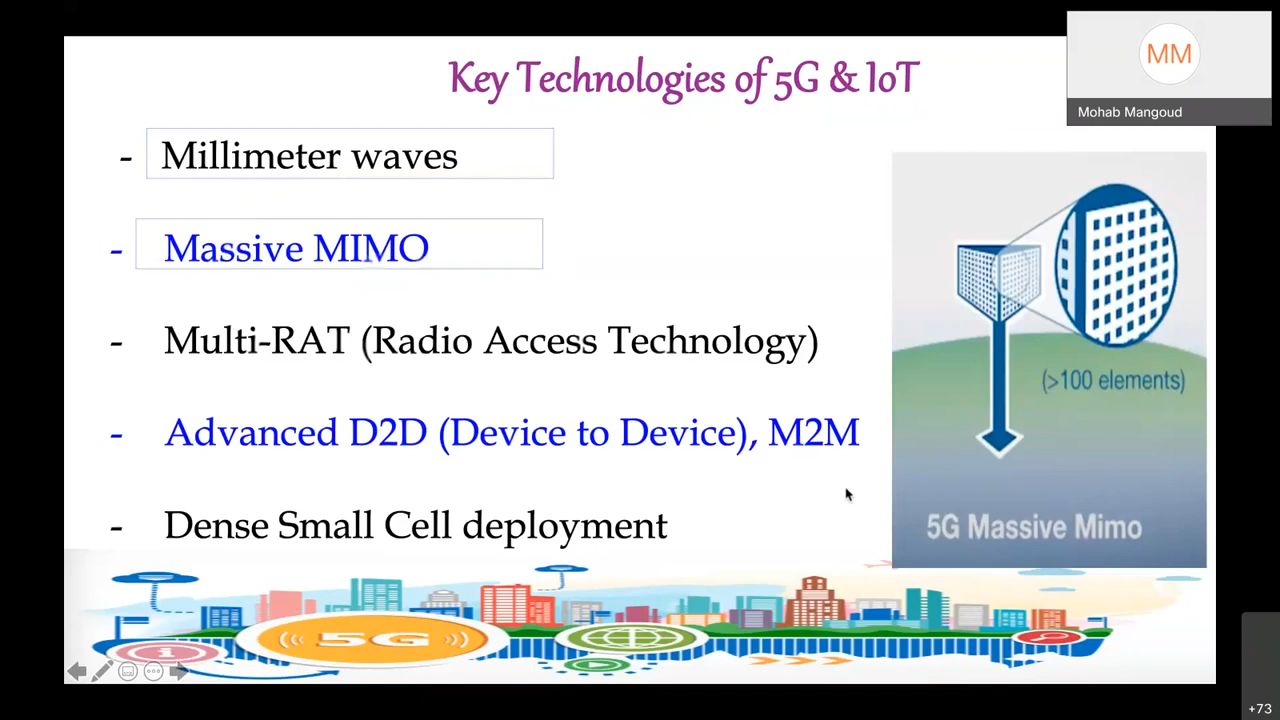 Key Technologies of 5G & IoT
MM
Mohab Mangoud
- Millimeter waves
- Massive MIMO
- Multi-RAT (Radio Access Technology)
- Advanced D2D (Device to Device), M2M
- Dense Small Cell deployment
(>100 elements)
5G Massive Mimo
5G
i
+73